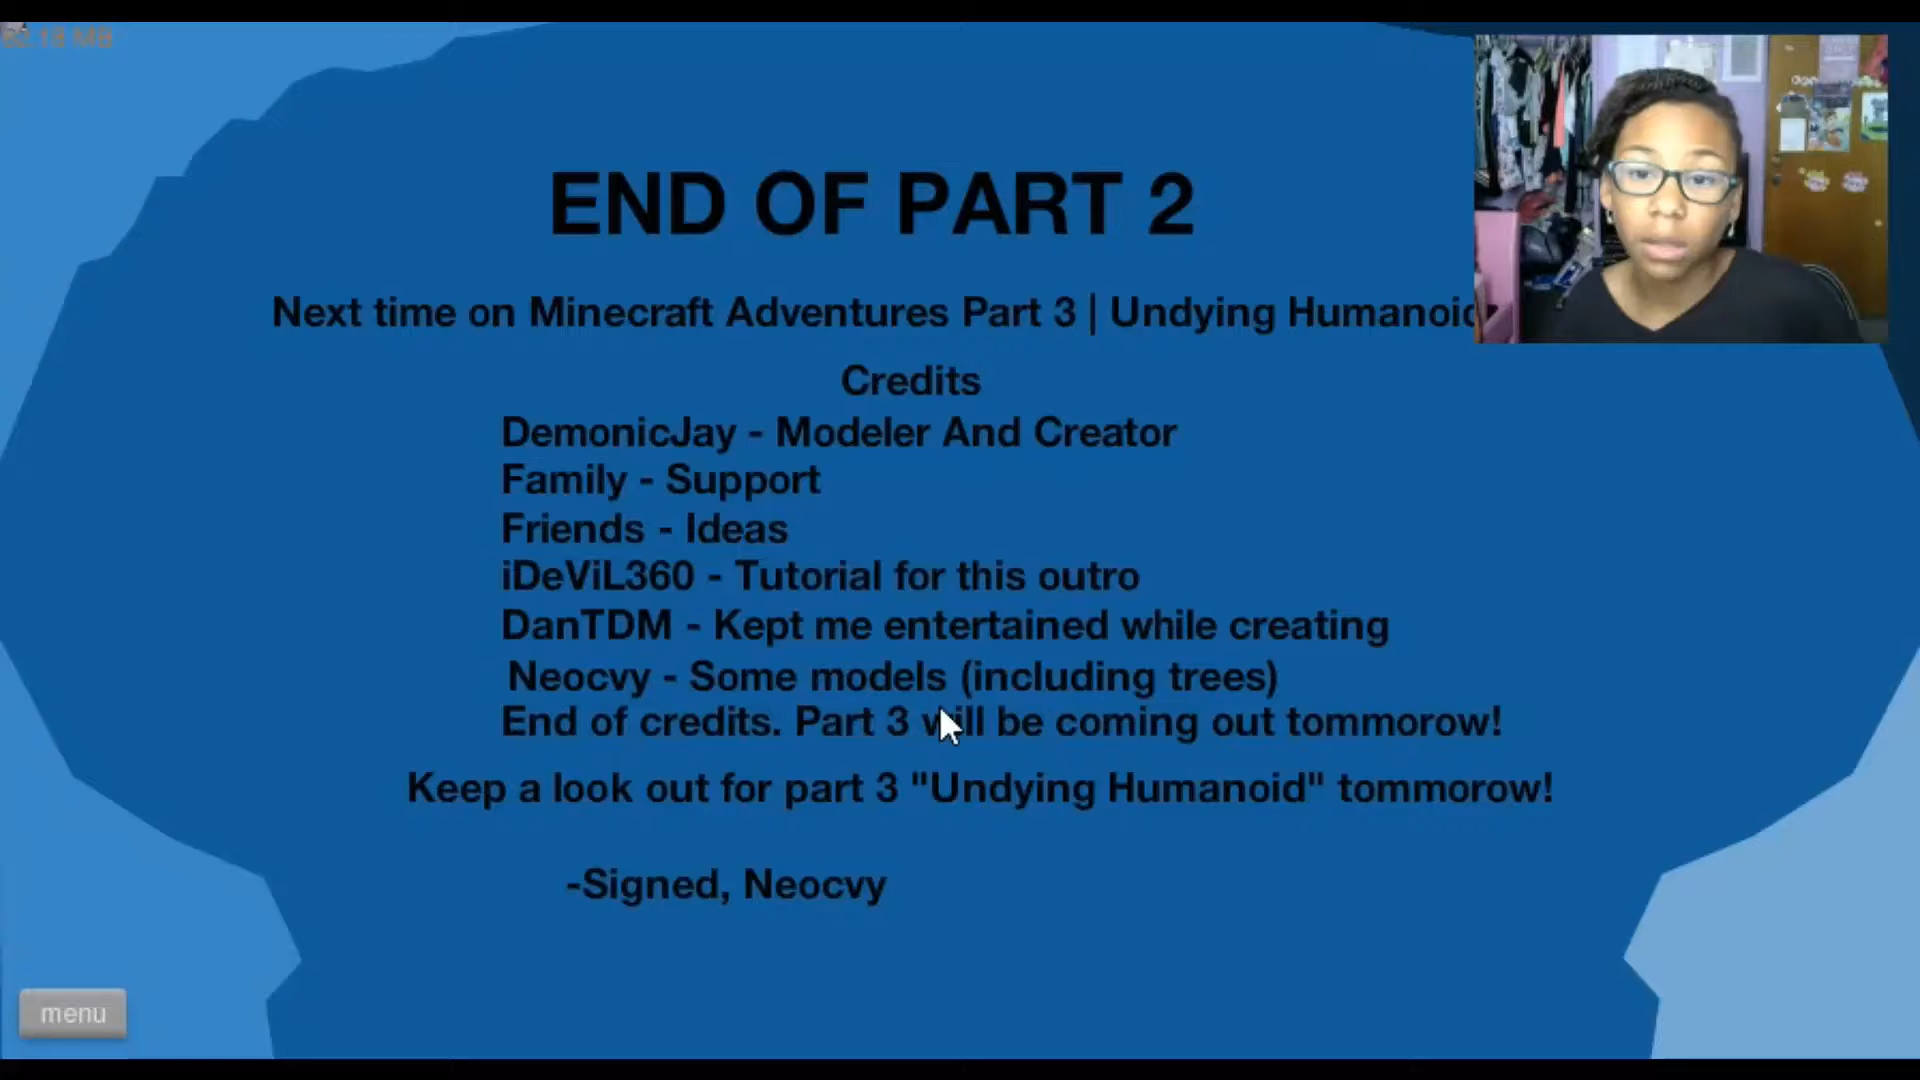 62.18 MB
END OF PART 2
Next time on Minecraft Adventures Part 3 | Undying Humanoid
Credits
DemonicJay - Modeler And Creator
Family - Support
Friends - Ideas
iDeViL360 - Tutorial for this outro
DanTDM - Kept me entertained while creating
Neocvy - Some models (including trees)
End of credits. Part 3 will be coming out tommorow!
Keep a look out for part 3 "Undying Humanoid" tommorow!
-Signed, Neocvy
menu